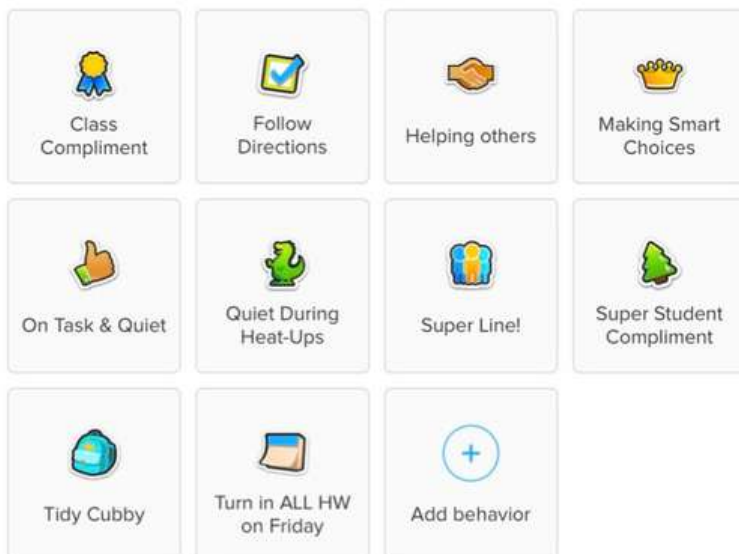 Class
Compliment
Follow
Directions
Helping others
Making Smart
Choices
On Task & Quiet
Quiet During
Heat-Ups
Super Line!
Super Student
Compliment
Tidy Cubby
Turn in ALL HW
on Friday
Add behavior